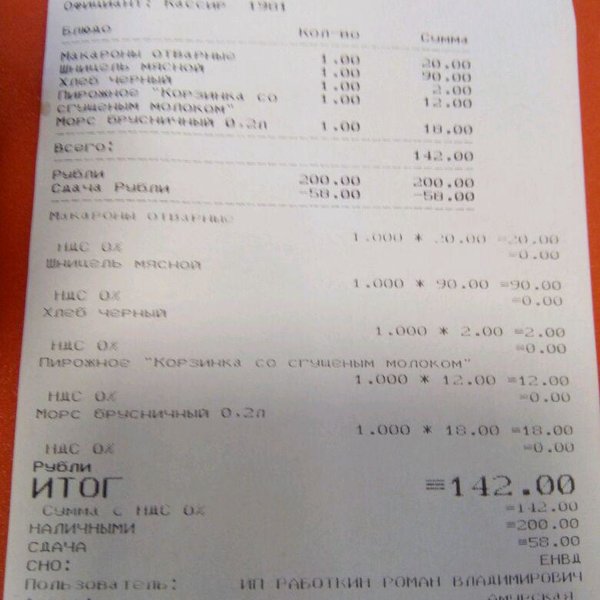 Официант: Кассир 1901
Блюдо Кол-во Сумма
Макароны отварные 1.00 20.00
Шницель мясной 1.00 90.00
Хлеб черный 1.00 2.00
Пирожное "Корзинка со 1.00 12.00
сгущеным молоком"
Морс брусничный 0,2л 1.00 18.00
Всего: 142.00
Рубли 200.00 200.00
Сдача Рубли -58.00 -58.00
Макароны отварные
1.000 * 20.00 =20.00
НДС 0% =0.00
Шницель мясной
1.000 * 90.00 =90.00
НДС 0% =0.00
Хлеб черный
1.000 * 2.00 =2.00
НДС 0% =0.00
Пирожное "Корзинка со сгущеным молоком"
1.000 * 12.00 =12.00
НДС 0% =0.00
Морс брусничный 0,2л
1.000 * 18.00 =18.00
НДС 0% =0.00
Рубли
ИТОГ =142.00
Сумма с НДС 0% =142.00
НАЛИЧНЫМИ =200.00
СДАЧА =58.00
СНО: ЕНВД
Пользователь: ИП РАБОТКИН РОМАН ВЛАДИМИРОВИЧ
АМУРСКАЯ